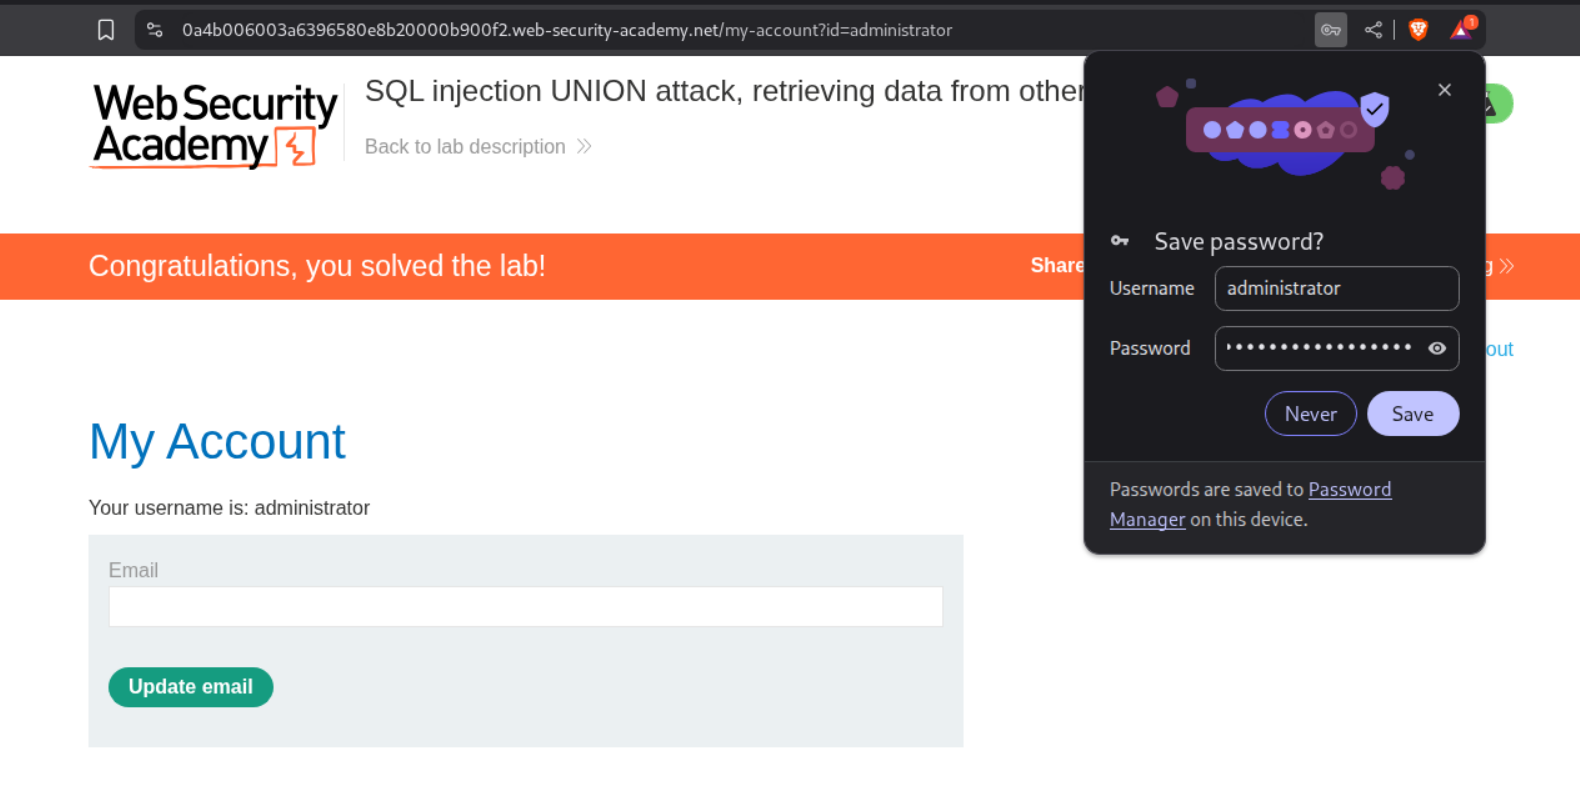 0a4b006003a6396580e8b20000b900f2.web-security-academy.net/my-account?id=administrator
1
Web Security
Academy
SQL injection UNION attack, retrieving data from other
Back to lab description
Congratulations, you solved the lab!
Share
g
out
My Account
Your username is: administrator
Email
Update email
Save password?
Username administrator
Password •••••••••••••••••
Never Save
Passwords are saved to Password
Manager on this device.